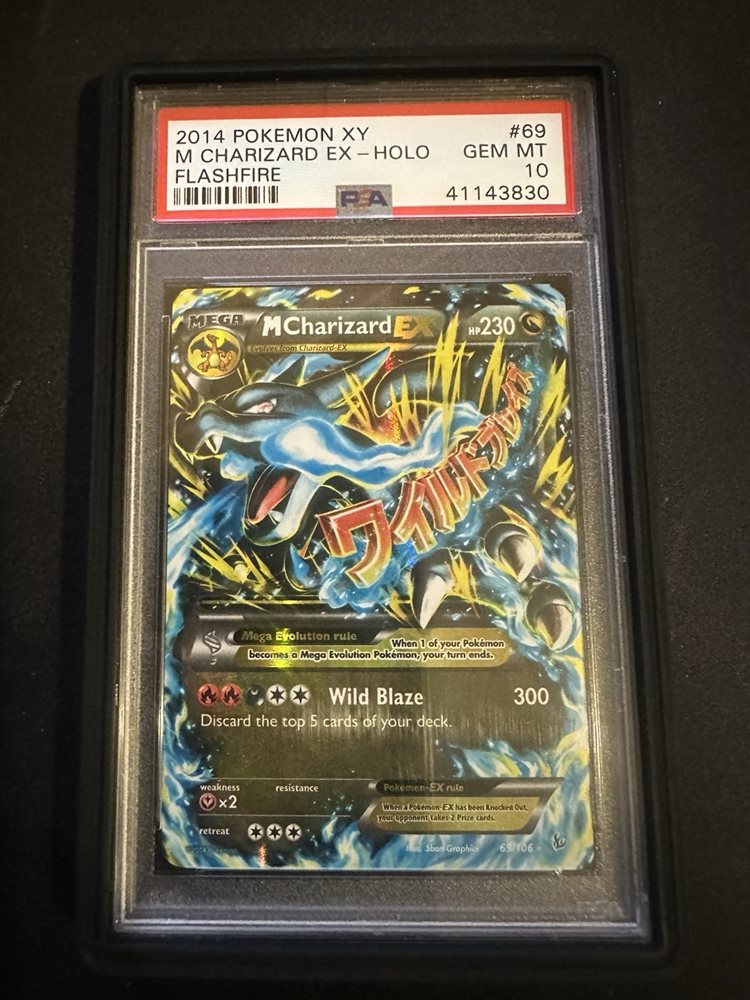 2014 POKEMON XY #69
M CHARIZARD EX – HOLO GEM MT
FLASHFIRE 10
PSA 41143830
MEGA MCharizard EX HP230
Evolves from Charizard-EX
ワイルドブレイズ
Mega Evolution rule
When 1 of your Pokémon
becomes a Mega Evolution Pokémon, your turn ends.
Wild Blaze 300
Discard the top 5 cards of your deck.
weakness resistance
×2
Pokémon-EX rule
When a Pokémon-EX has been Knocked Out,
your opponent takes 2 Prize cards.
retreat
Illus. 5ban Graphics 69/106